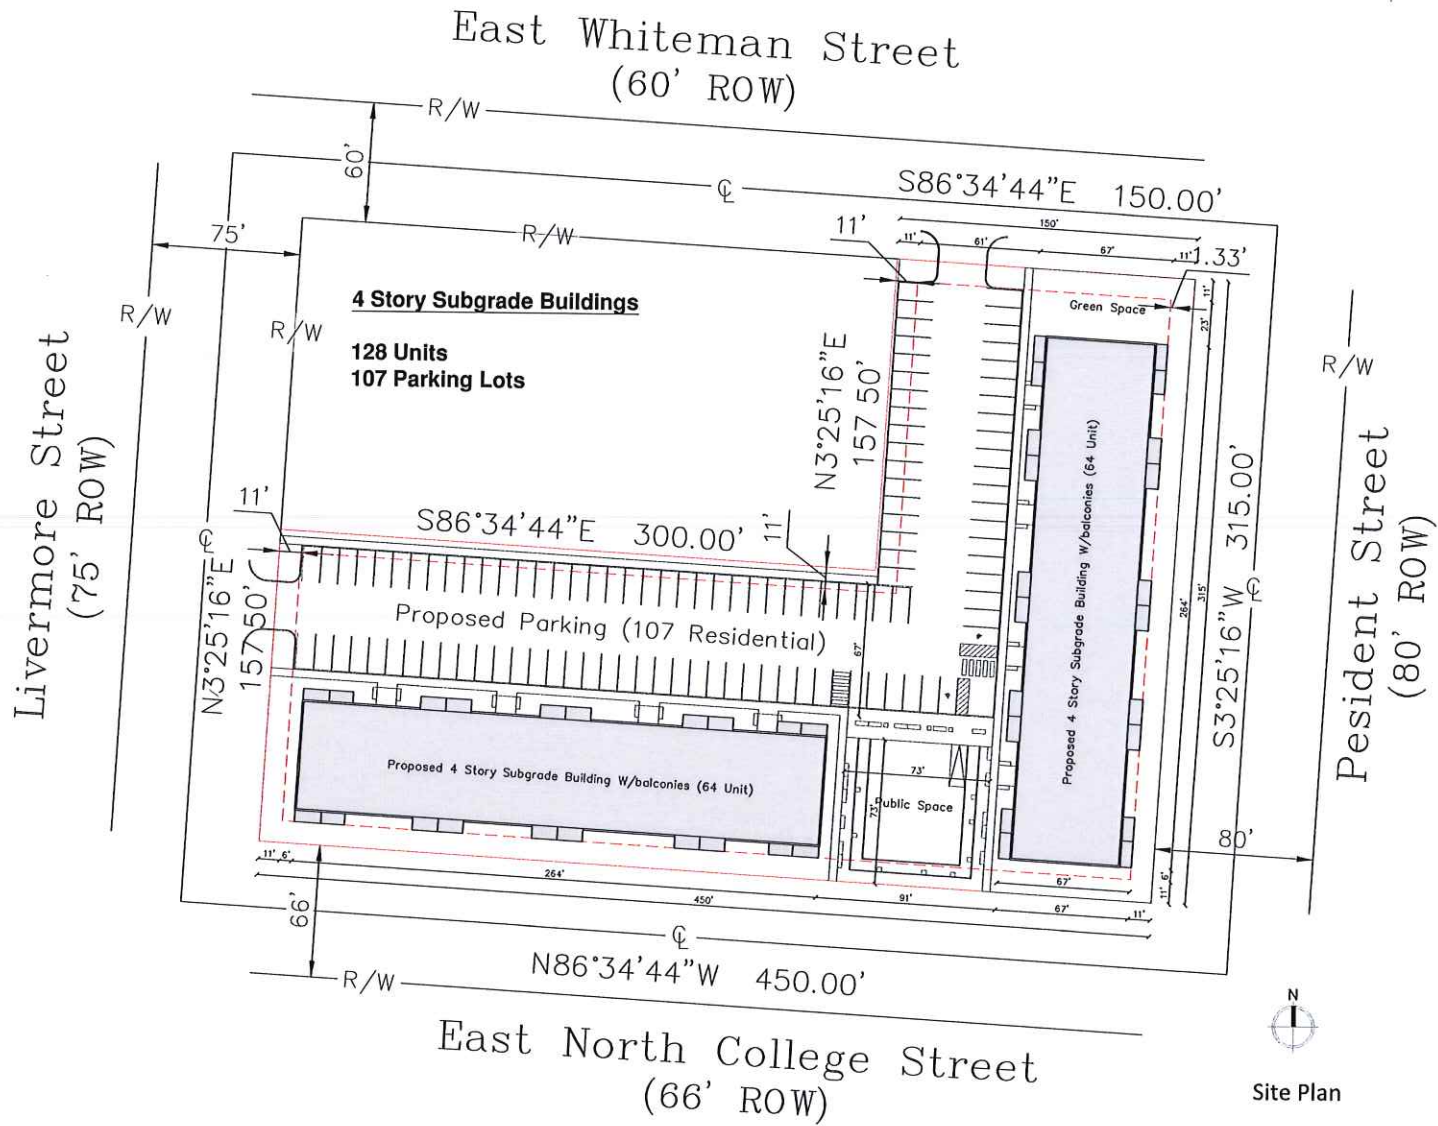 East Whiteman Street
(60' ROW)
R/W
60'
℄
S86°34'44"E 150.00'
75'
R/W
11'
150'
11'
61'
67'
11'
1.33'
4 Story Subgrade Buildings
128 Units
107 Parking Lots
R/W
R/W
Green Space
11'
23'
R/W
Livermore Street
(75' ROW)
N3°25'16"E
157 50'
Proposed 4 Story Subgrade Building W/balconies (64 Unit)
264'
315'
S3°25'16"W 315.00'
℄
Pesident Street
(80' ROW)
11'
S86°34'44"E 300.00'
11'
℄
N3°25'16"E
157 50'
Proposed Parking (107 Residential)
67'
Proposed 4 Story Subgrade Building W/balconies (64 Unit)
73'
73'
Public Space
80'
11'
6'
264'
450'
91'
67'
67'
11'
11'
6'
66'
℄
N86°34'44"W 450.00'
R/W
East North College Street
(66' ROW)
N
Site Plan